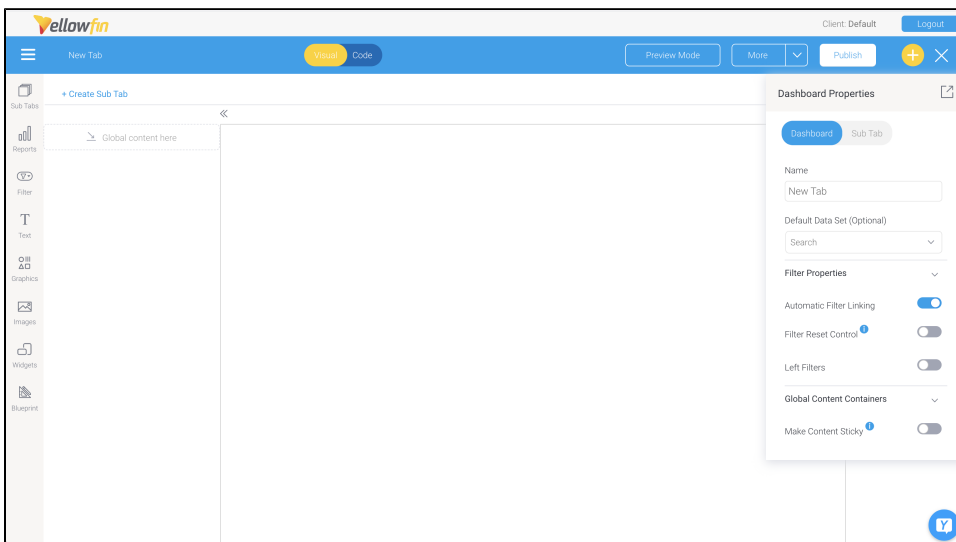 Yellowfin
Client: Default
Logout
New Tab
Visual
Code
Preview Mode
More
Publish
Sub Tabs
Reports
Filter
Text
Graphics
Images
Widgets
Blueprint
+ Create Sub Tab
Global content here
Dashboard Properties
Dashboard
Sub Tab
Name
New Tab
Default Data Set (Optional)
Search
Filter Properties
Automatic Filter Linking
Filter Reset Control
Left Filters
Global Content Containers
Make Content Sticky